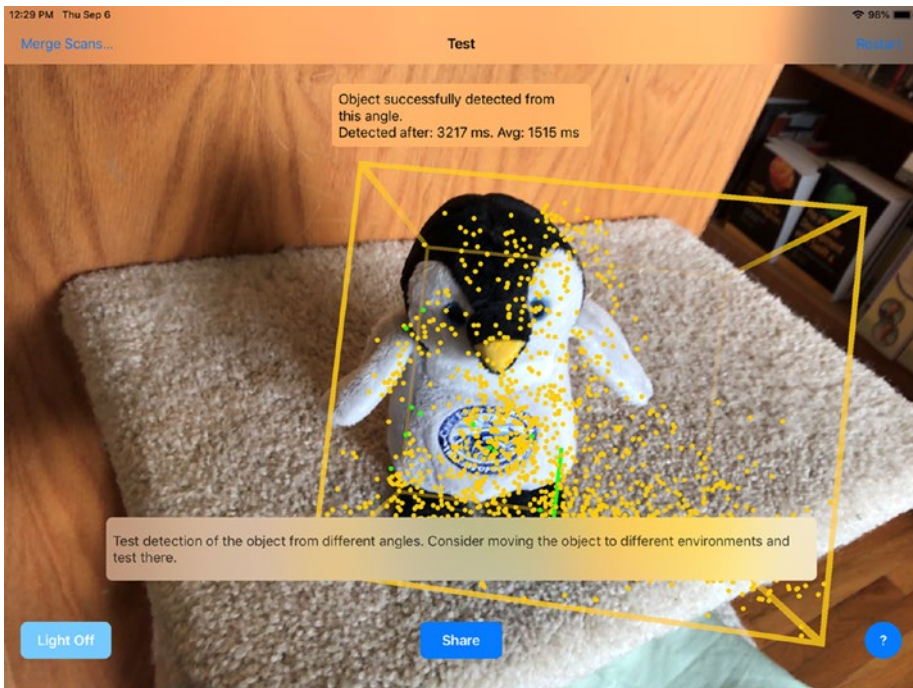 12:29 PM Thu Sep 6
98%
Merge Scans...
Test
Restart
Object successfully detected from
this angle.
Detected after: 3217 ms. Avg: 1515 ms
Test detection of the object from different angles. Consider moving the object to different environments and
test there.
Light Off
Share
?